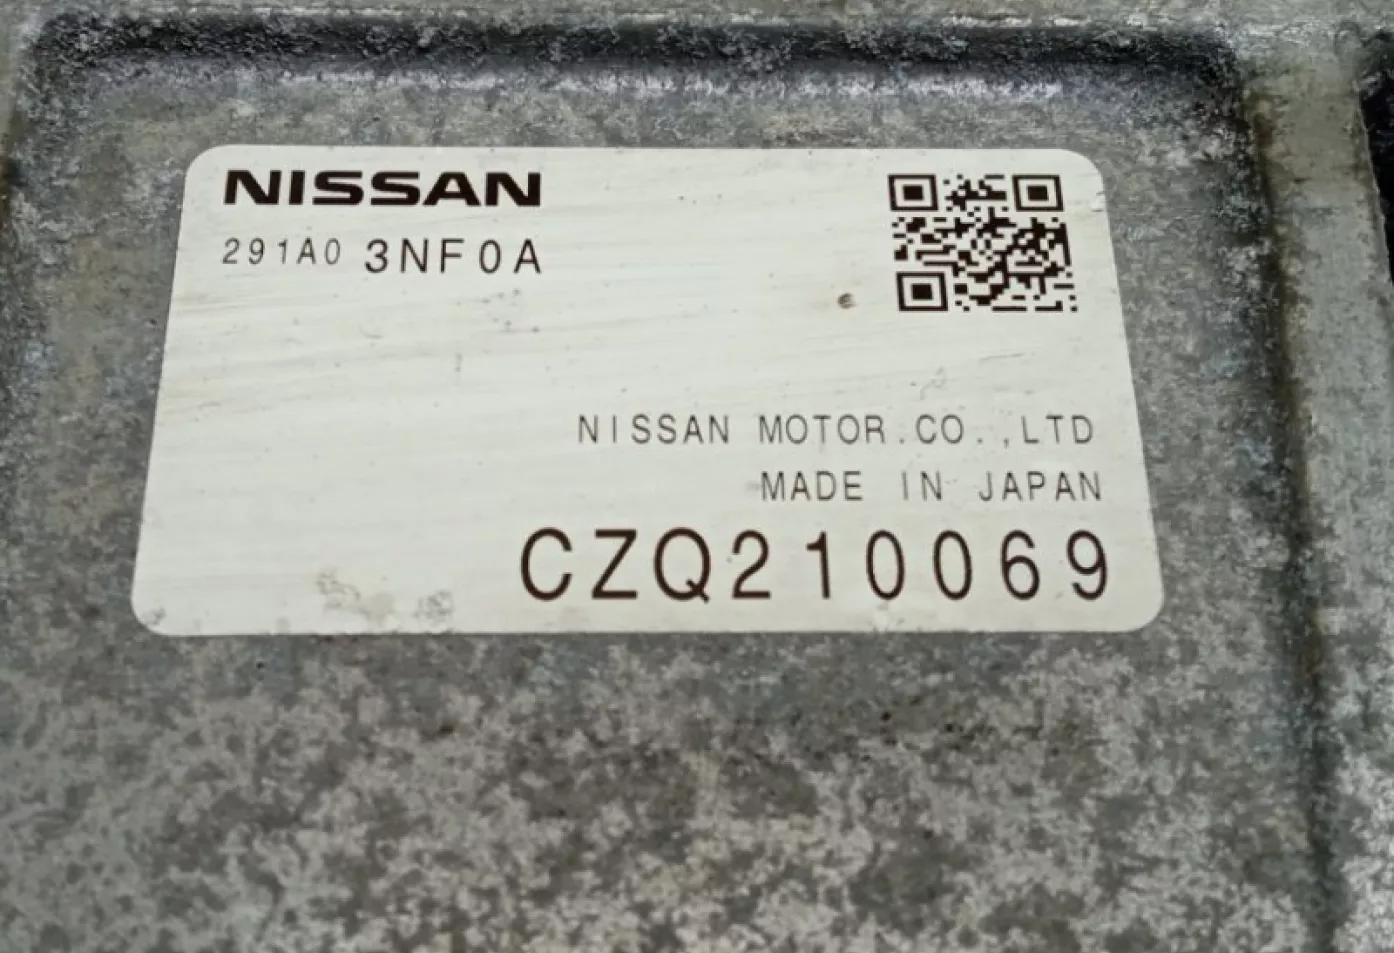 NISSAN
291A0 3NF0A
NISSAN MOTOR.CO.,LTD
MADE IN JAPAN
CZQ210069